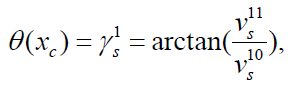 θ(x_c) = γ_s^1 = arctan(v_s^11 / v_s^10),